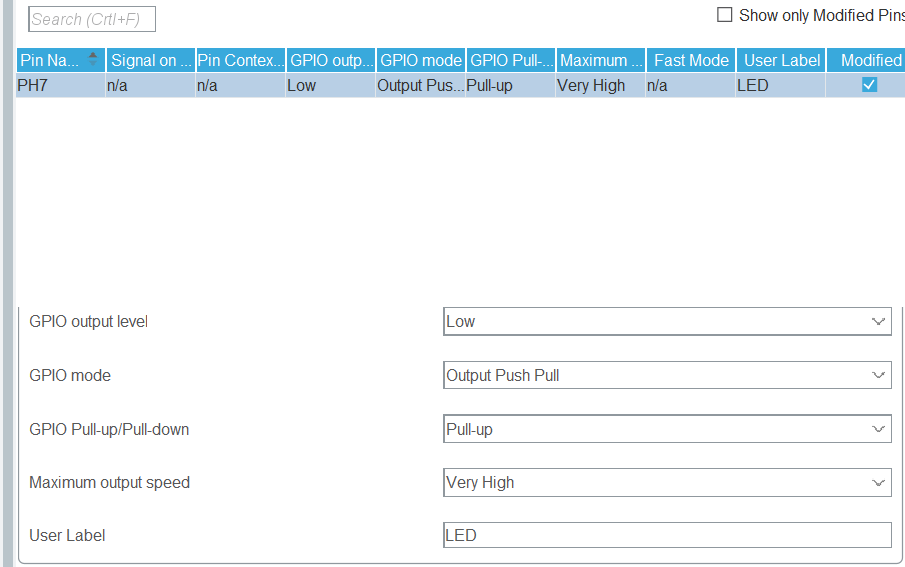 Search (Crtl+F)
Show only Modified Pins
Pin Na... Signal on ... Pin Contex... GPIO outp... GPIO mode GPIO Pull-... Maximum ... Fast Mode User Label Modified
PH7 n/a n/a Low Output Pus... Pull-up Very High n/a LED
GPIO output level Low
GPIO mode Output Push Pull
GPIO Pull-up/Pull-down Pull-up
Maximum output speed Very High
User Label LED